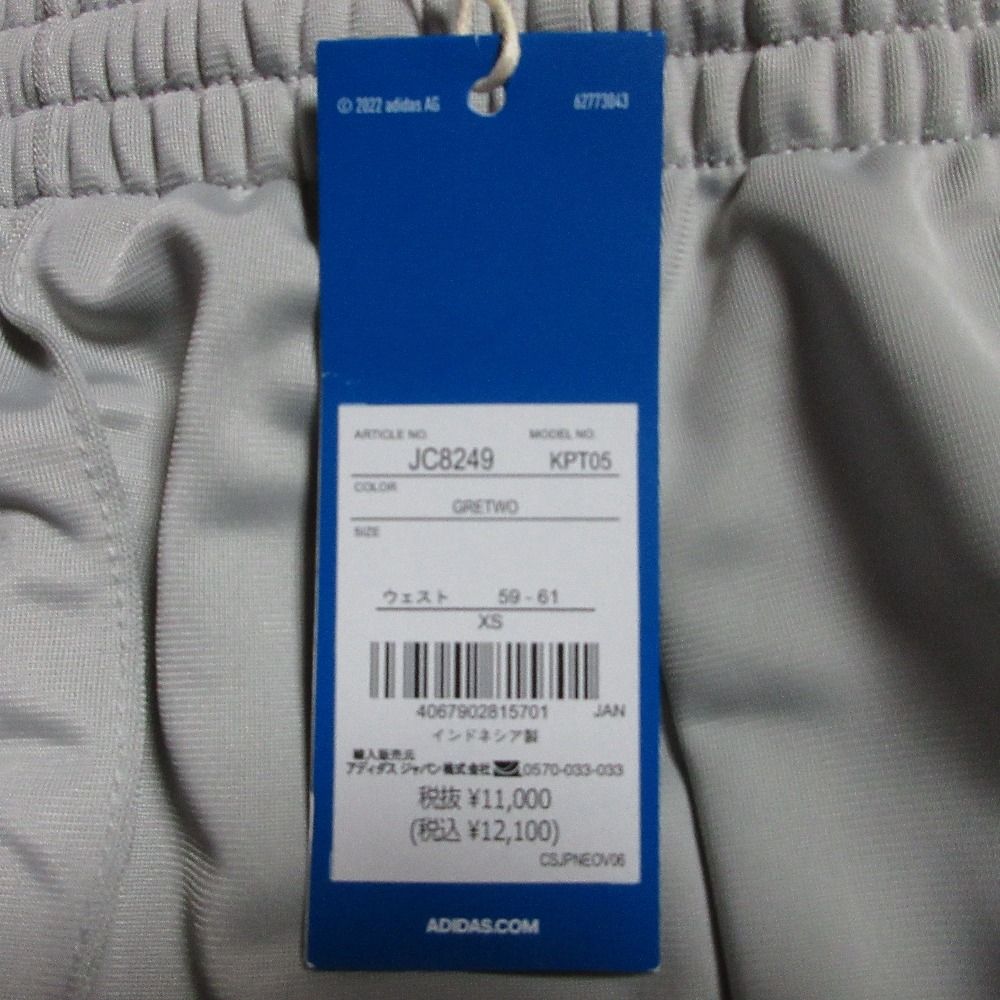 © 2022 adidas AG 62773043
ARTICLE NO. MODEL NO.
JC8249 KPT05
COLOR
GRETWO
SIZE
ウェスト 59 - 61
XS
4067902815701 JAN
インドネシア製
輸入販売元
アディダス ジャパン株式会社 0570-033-033
税抜 ¥11,000
(税込 ¥12,100)
CSJPNEOV06
ADIDAS.COM